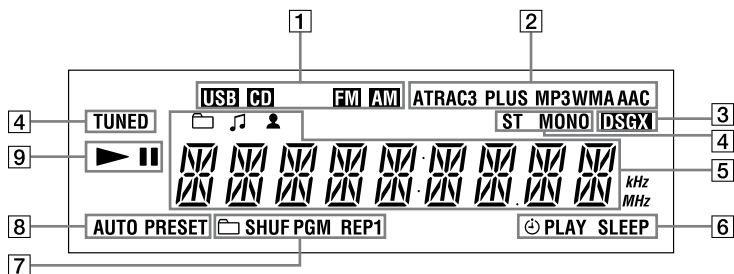 1 2
USB CD FM AM ATRAC3 PLUS MP3 WMA AAC
4 TUNED ST MONO DSGX 3
4
9
5
kHz
MHz
8 AUTO PRESET SHUF PGM REP1 PLAY SLEEP 6
7